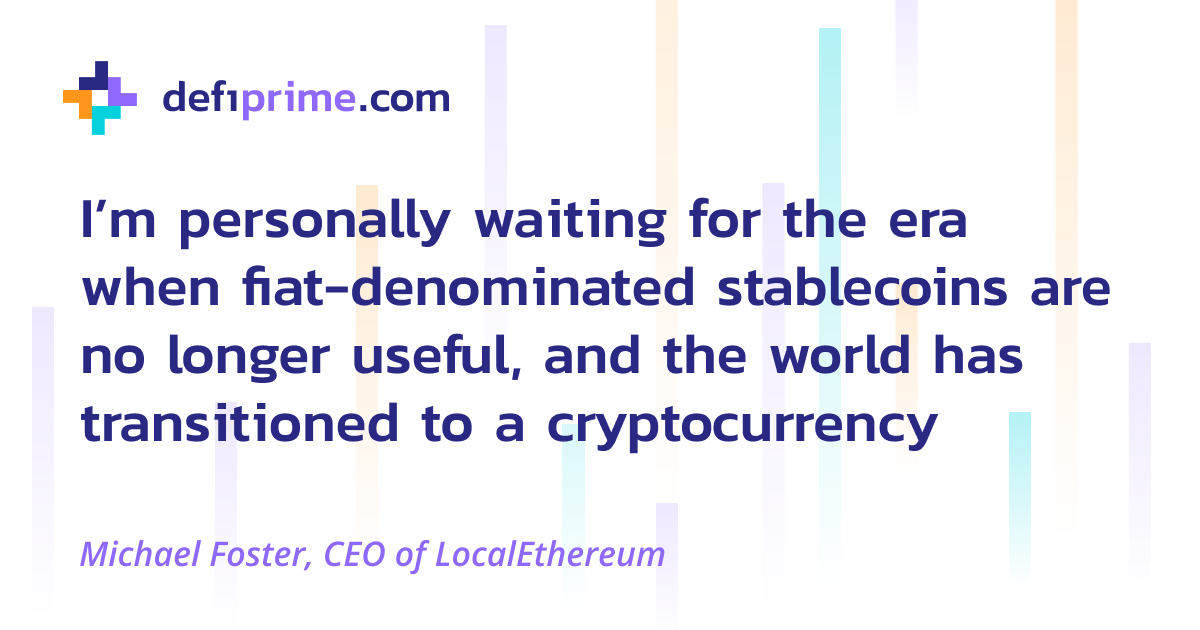 defiprime.com
I’m personally waiting for the era
when fiat-denominated stablecoins are
no longer useful, and the world has
transitioned to a cryptocurrency
Michael Foster, CEO of LocalEthereum